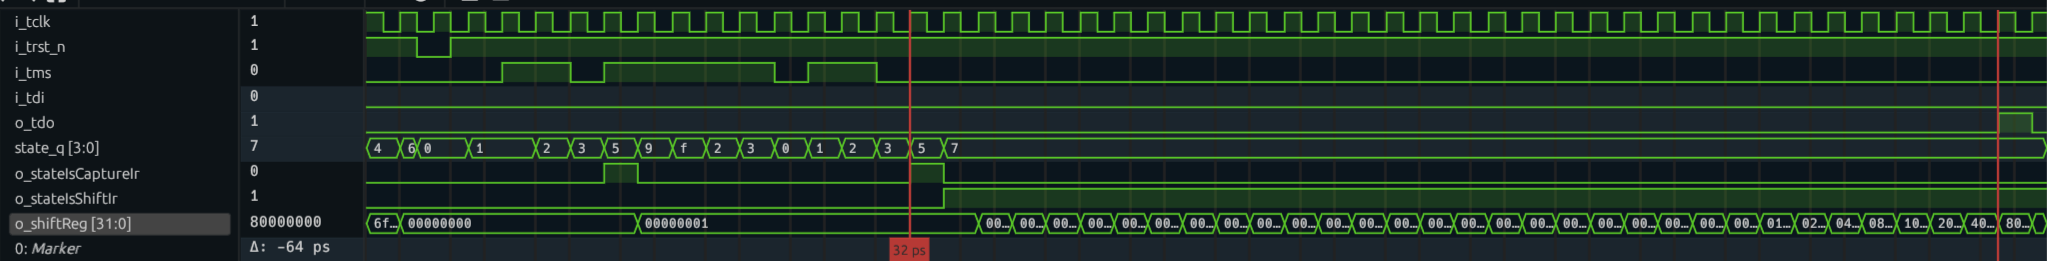 i_tclk 1
i_trst_n 1
i_tms 0
i_tdi 0
o_tdo 1
state_q [3:0] 7 4 6 0 1 2 3 5 9 f 2 3 0 1 2 3 5 7
o_stateIsCaptureIr 0
o_stateIsShiftIr 1
o_shiftReg [31:0] 80000000 6f… 00000000 00000001 00… 00… 00… 00… 00… 00… 00… 00… 00… 00… 00… 00… 00… 00… 00… 00… 00… 00… 00… 00… 00… 00… 00… 01… 02… 04… 08… 10… 20… 40… 80…
0: Marker Δ: -64 ps 32 ps